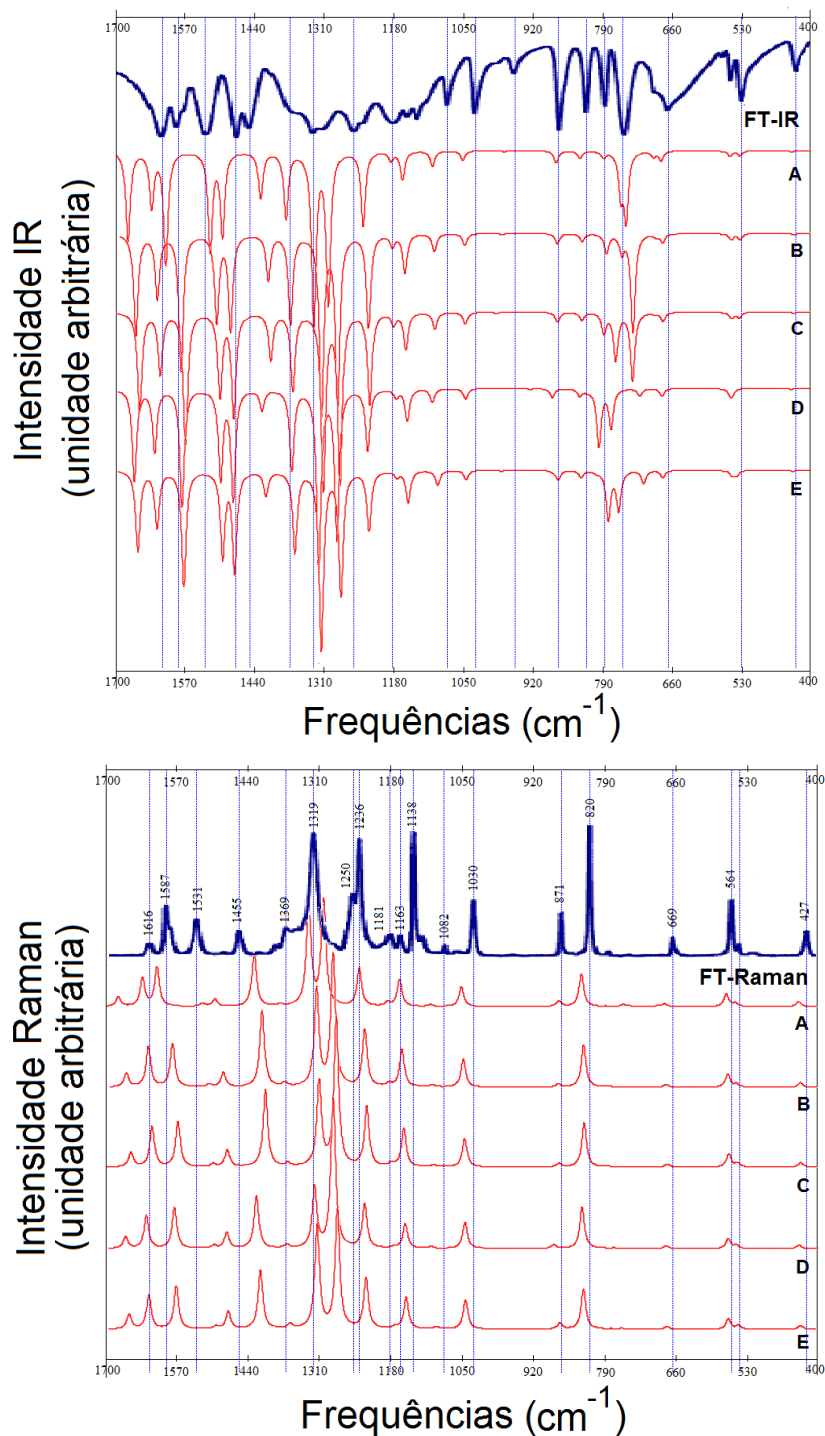 1700 1570 1440 1310 1180 1050 920 790 660 530 400
FT-IR
A
B
C
D
E
Intensidade IR
(unidade arbitrária)
1700 1570 1440 1310 1180 1050 920 790 660 530 400
Frequências (cm-1)
1700 1570 1440 1310 1180 1050 920 790 660 530 400
1616
1587
1531
1455
1369
1319
1250
1236
1181
1163
1138
1082
1030
871
820
669
564
427
FT-Raman
A
B
C
D
E
Intensidade Raman
(unidade arbitrária)
1700 1570 1440 1310 1180 1050 920 790 660 530 400
Frequências (cm-1)